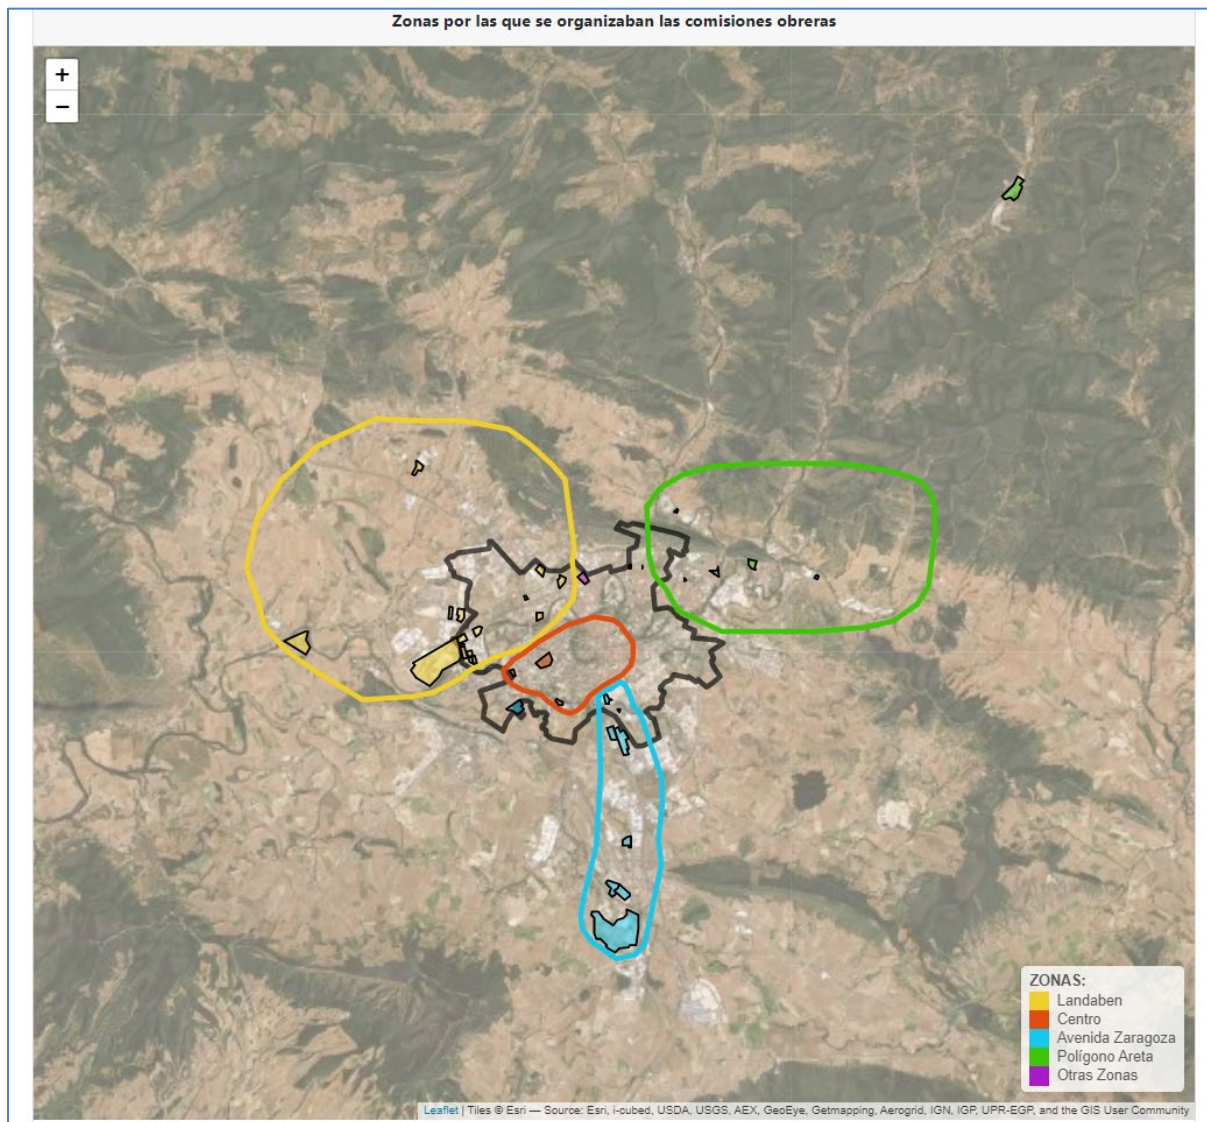 Zonas por las que se organizaban las comisiones obreras
+
−
ZONAS:
Landaben
Centro
Avenida Zaragoza
Polígono Areta
Otras Zonas
Leaflet | Tiles © Esri — Source: Esri, i-cubed, USDA, USGS, AEX, GeoEye, Getmapping, Aerogrid, IGN, IGP, UPR-EGP, and the GIS User Community